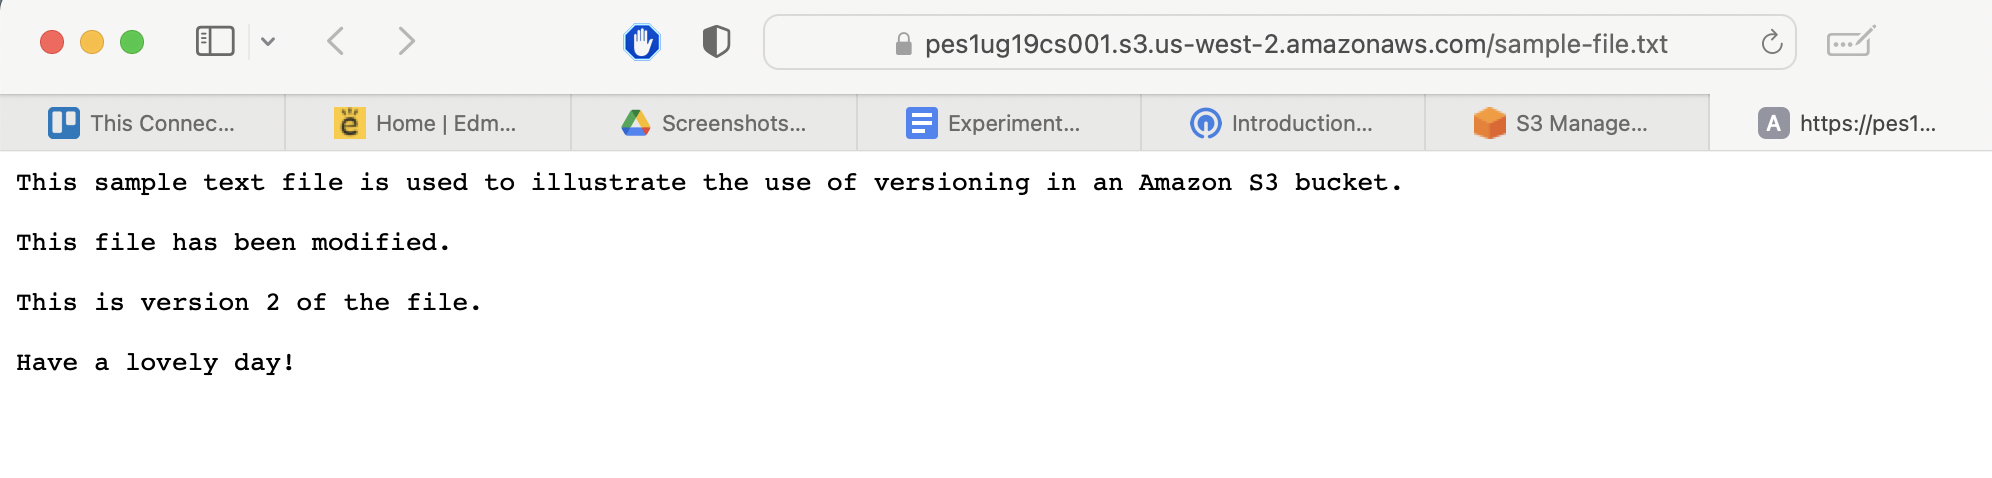 pes1ug19cs001.s3.us-west-2.amazonaws.com/sample-file.txt
This Connec... Home | Edm... Screenshots... Experiment... Introduction... S3 Manage... A https://pes1...
This sample text file is used to illustrate the use of versioning in an Amazon S3 bucket.
This file has been modified.
This is version 2 of the file.
Have a lovely day!